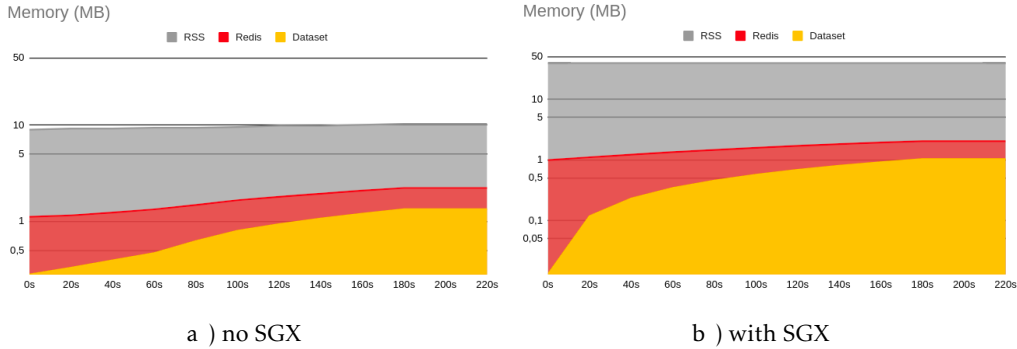 Memory (MB)
RSS Redis Dataset
50
10
5
1
0,5
0s 20s 40s 60s 80s 100s 120s 140s 160s 180s 200s 220s
a ) no SGX
Memory (MB)
RSS Redis Dataset
50
10
5
1
0,5
0,1
0,05
0s 20s 40s 60s 80s 100s 120s 140s 160s 180s 200s 220s
b ) with SGX